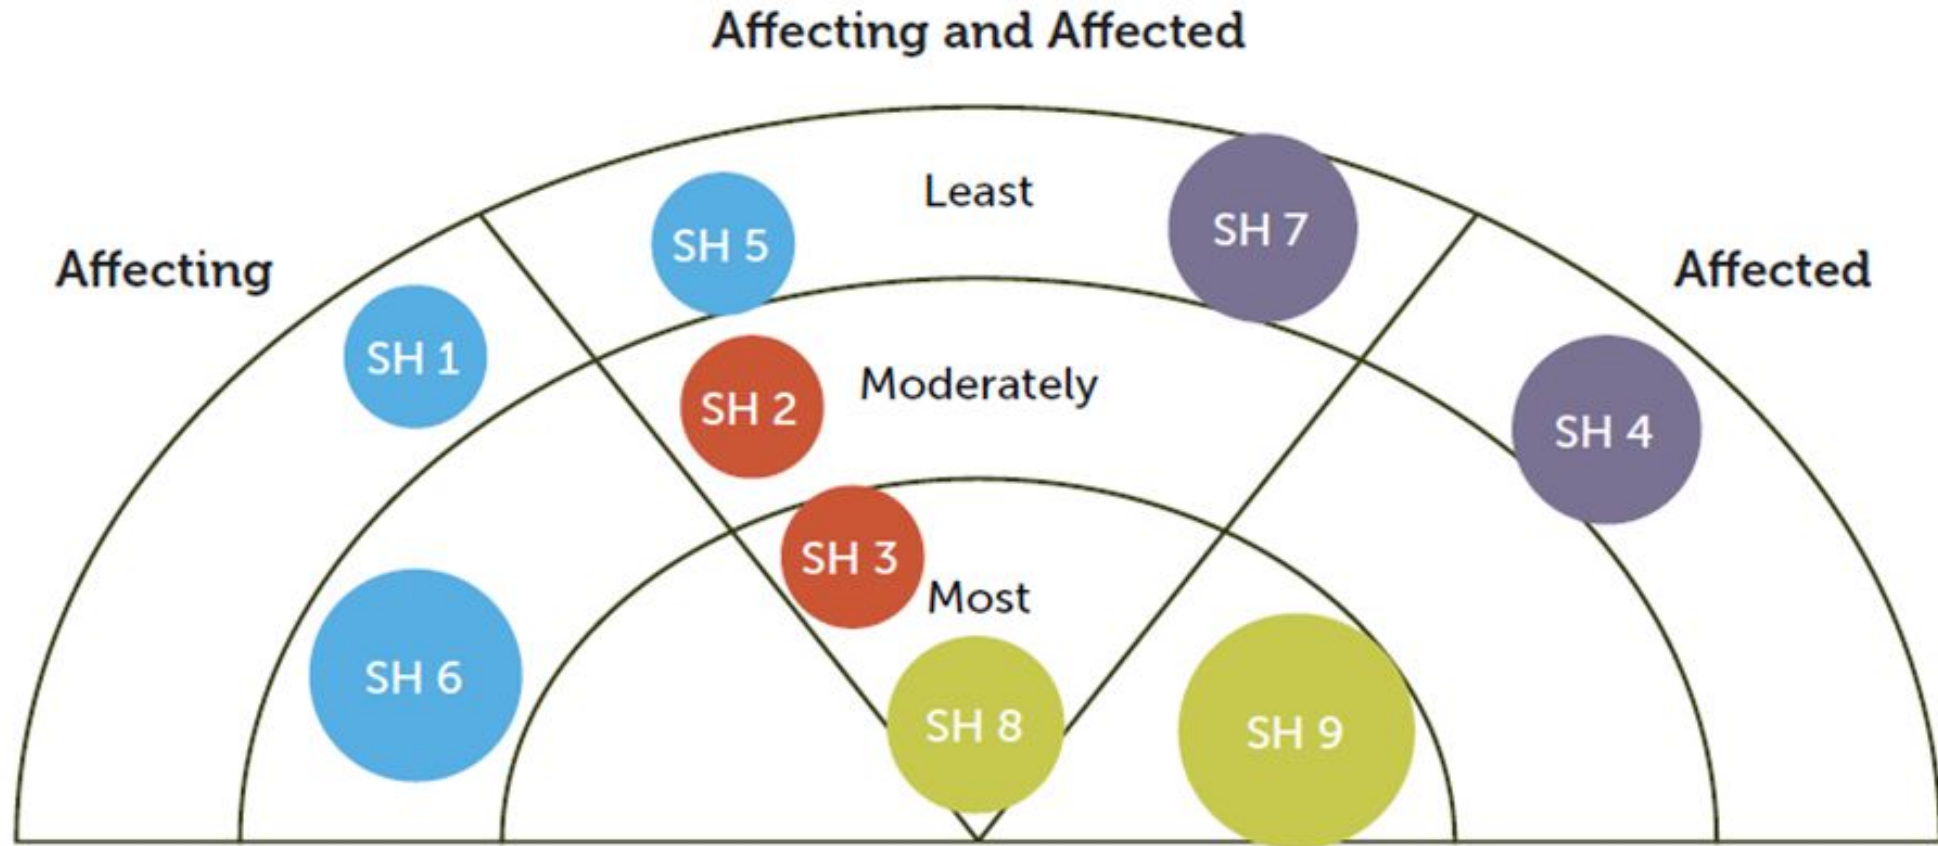 Affecting and Affected
Least
SH 5
SH 7
Affecting
Affected
SH 1
SH 2
Moderately
SH 4
SH 3
Most
SH 6
SH 8
SH 9